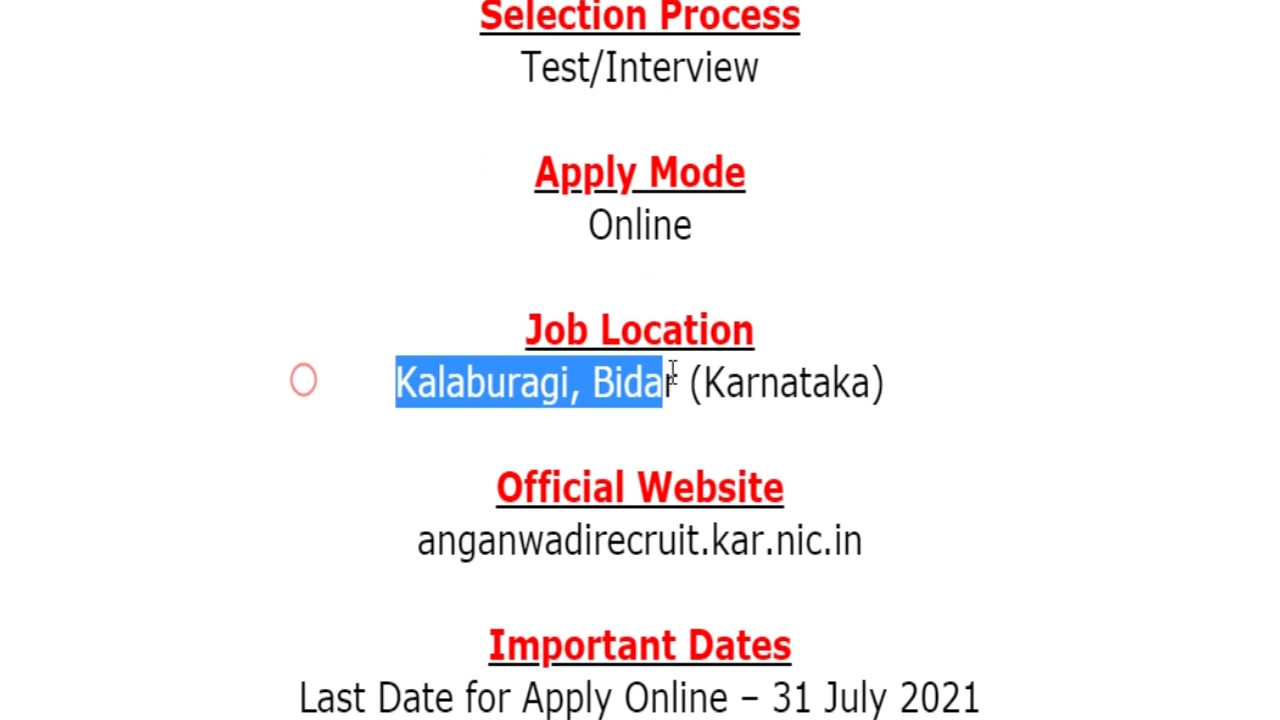 Selection Process
Test/Interview
Apply Mode
Online
Job Location
Kalaburagi, Bidar (Karnataka)
Official Website
anganwadirecruit.kar.nic.in
Important Dates
Last Date for Apply Online – 31 July 2021